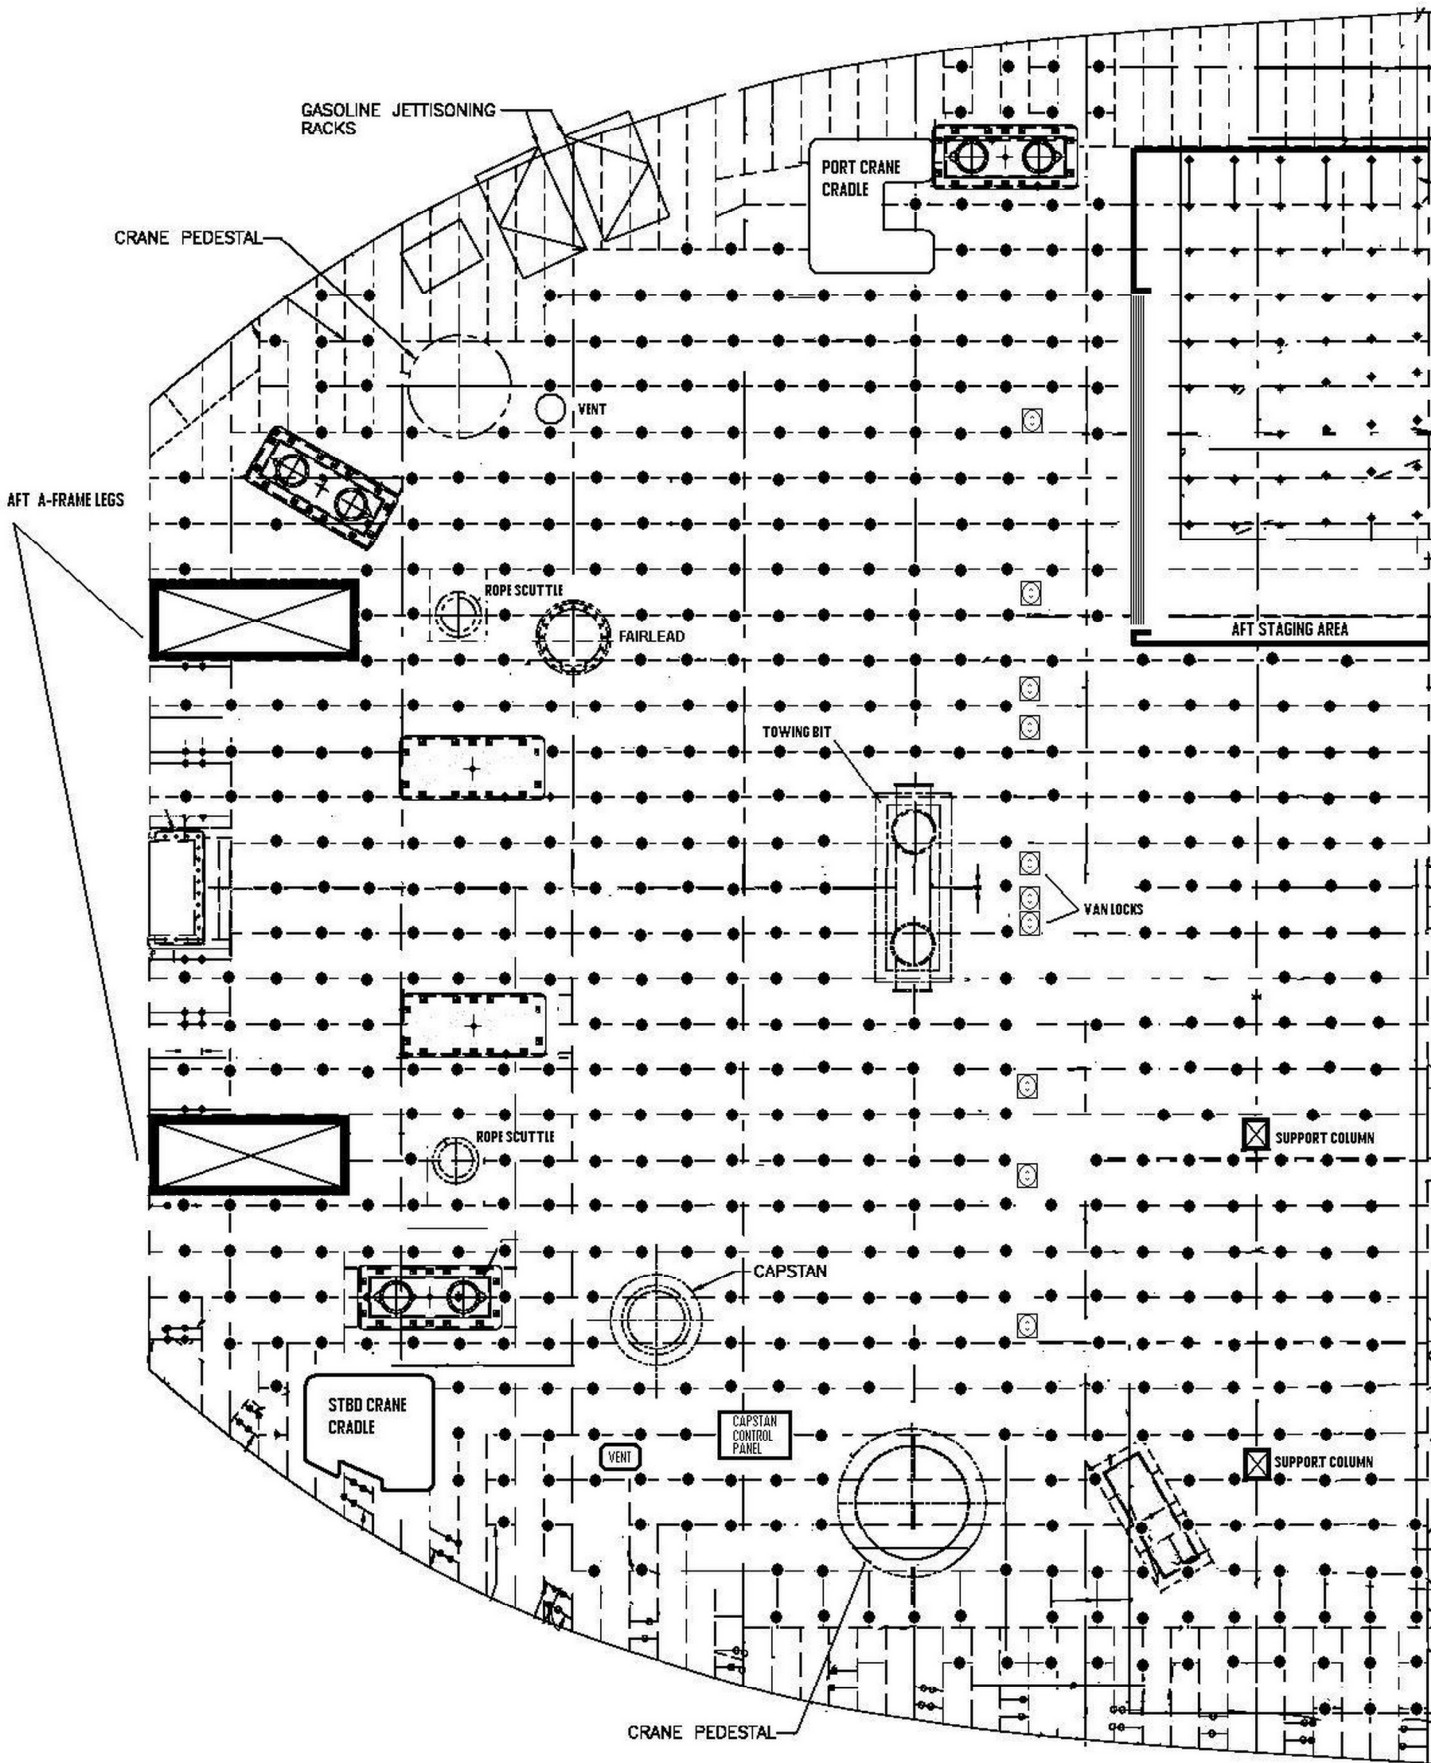 GASOLINE JETTISONING
RACKS
PORT CRANE
CRADLE
CRANE PEDESTAL
VENT
AFT A-FRAME LEGS
ROPE SCUTTLE
FAIRLEAD
AFT STAGING AREA
TOWING BIT
VAN LOCKS
SUPPORT COLUMN
ROPE SCUTTLE
CAPSTAN
STBD CRANE
CRADLE
CAPSTAN
CONTROL
PANEL
VENT
SUPPORT COLUMN
CRANE PEDESTAL